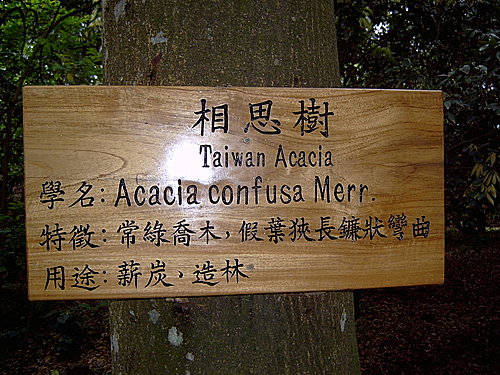 相思樹
Taiwan Acacia
學名: Acacia confusa Merr.
特徵: 常綠喬木, 假葉狹長鐮狀彎曲
用途: 薪炭, 造林